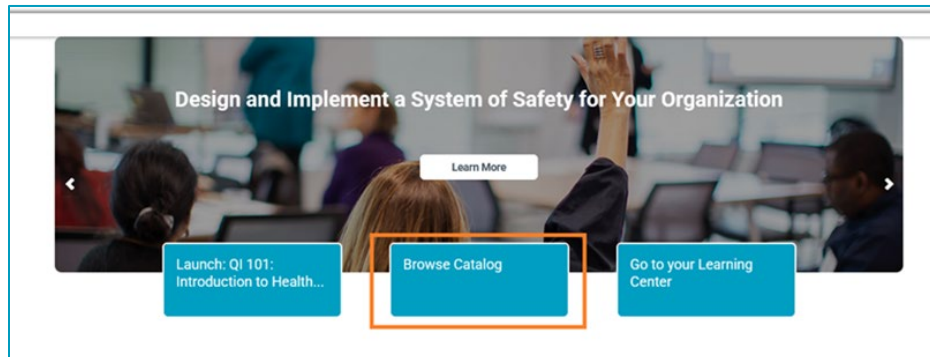 Design and Implement a System of Safety for Your Organization
Learn More
Launch: QI 101:
Introduction to Health...
Browse Catalog
Go to your Learning
Center